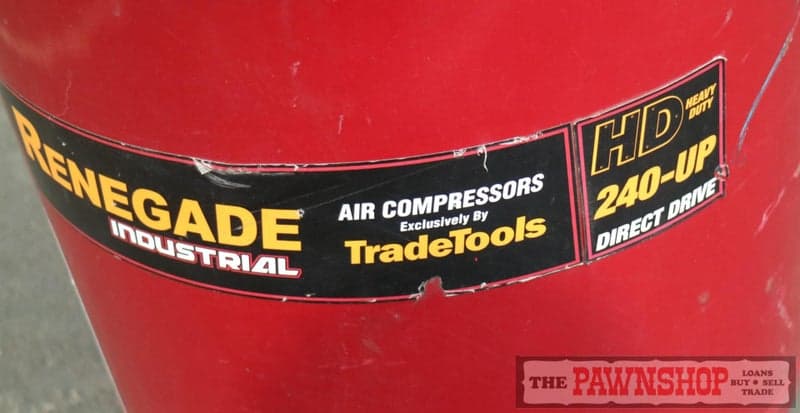 RENEGADE
INDUSTRIAL
AIR COMPRESSORS
Exclusively By
TradeTools
HD HEAVY DUTY
240-UP
DIRECT DRIVE
THE PAWNSHOP
LOANS
BUY • SELL
TRADE